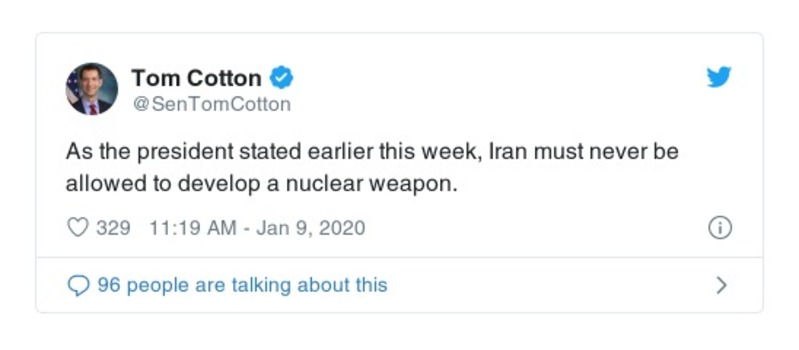 Tom Cotton
@SenTomCotton
As the president stated earlier this week, Iran must never be
allowed to develop a nuclear weapon.
329 11:19 AM - Jan 9, 2020
96 people are talking about this